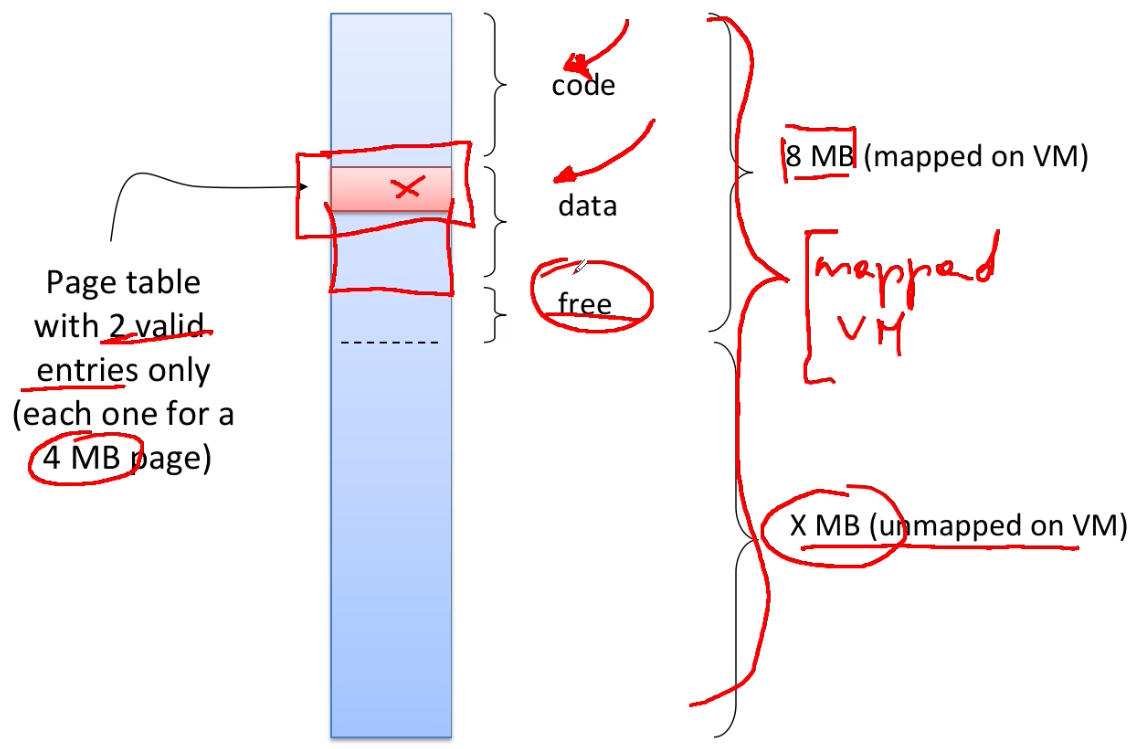 code
data
free
8 MB (mapped on VM)
mapped
VM
Page table
with 2 valid
entries only
(each one for a
4 MB page)
X MB (unmapped on VM)